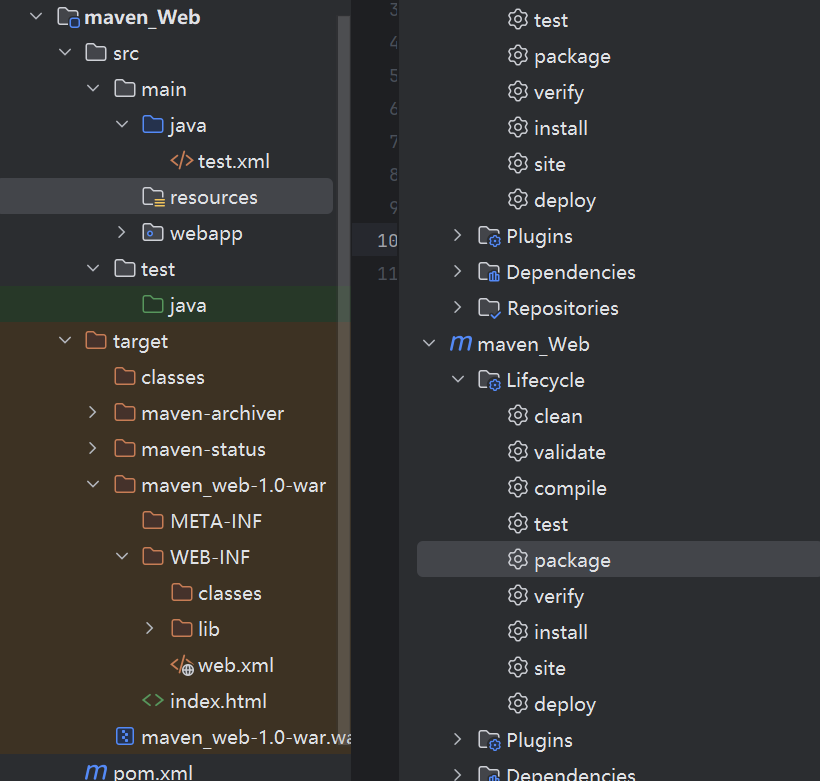 maven_Web
src
main
java
test.xml
resources
webapp
test
java
target
classes
maven-archiver
maven-status
maven_web-1.0-war
META-INF
WEB-INF
classes
lib
web.xml
index.html
maven_web-1.0-war.wa
pom.xml
3
4
5
6
7
8
9
10
11
test
package
verify
install
site
deploy
Plugins
Dependencies
Repositories
maven_Web
Lifecycle
clean
validate
compile
test
package
verify
install
site
deploy
Plugins
Dependencies